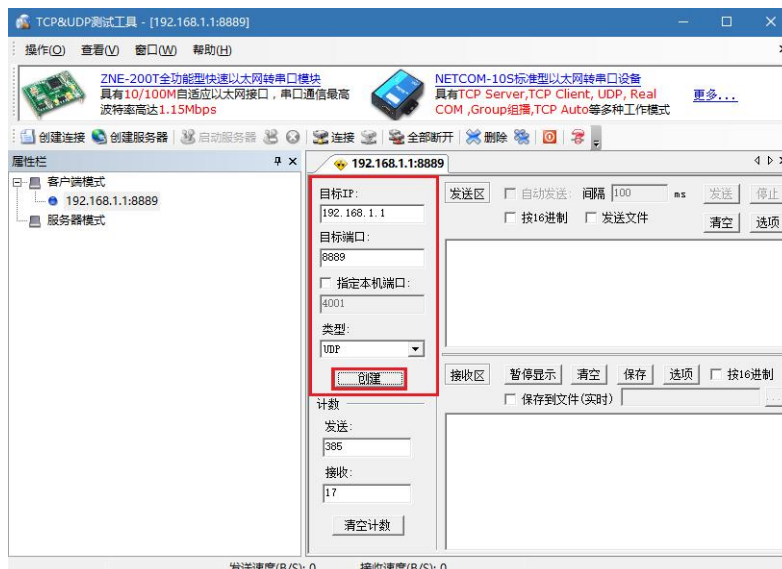 TCP&UDP测试工具 - [192.168.1.1:8889]
操作(O) 查看(V) 窗口(W) 帮助(H)
ZNE-200T全功能型快速以太网转串口模块
具有10/100M自适应以太网接口，串口通信最高
波特率高达1.15Mbps
NETCOM-10S标准型以太网转串口设备
具有TCP Server,TCP Client, UDP, Real
COM ,Group组播,TCP Auto等多种工作模式
更多...
创建连接 创建服务器 启动服务器 连接 全部断开 删除
属性栏
客户端模式
192.168.1.1:8889
服务器模式
192.168.1.1:8889
目标IP:
192.168.1.1
目标端口:
8889
指定本机端口:
4001
类型:
UDP
创建
计数
发送:
385
接收:
17
清空计数
发送区 自动发送: 间隔 100 ms 发送 停止
按16进制 发送文件 清空 选项
接收区 暂停显示 清空 保存 选项 按16进制
保存到文件(实时) ...
发送速度(B/S): 0 接收速度(B/S): 0